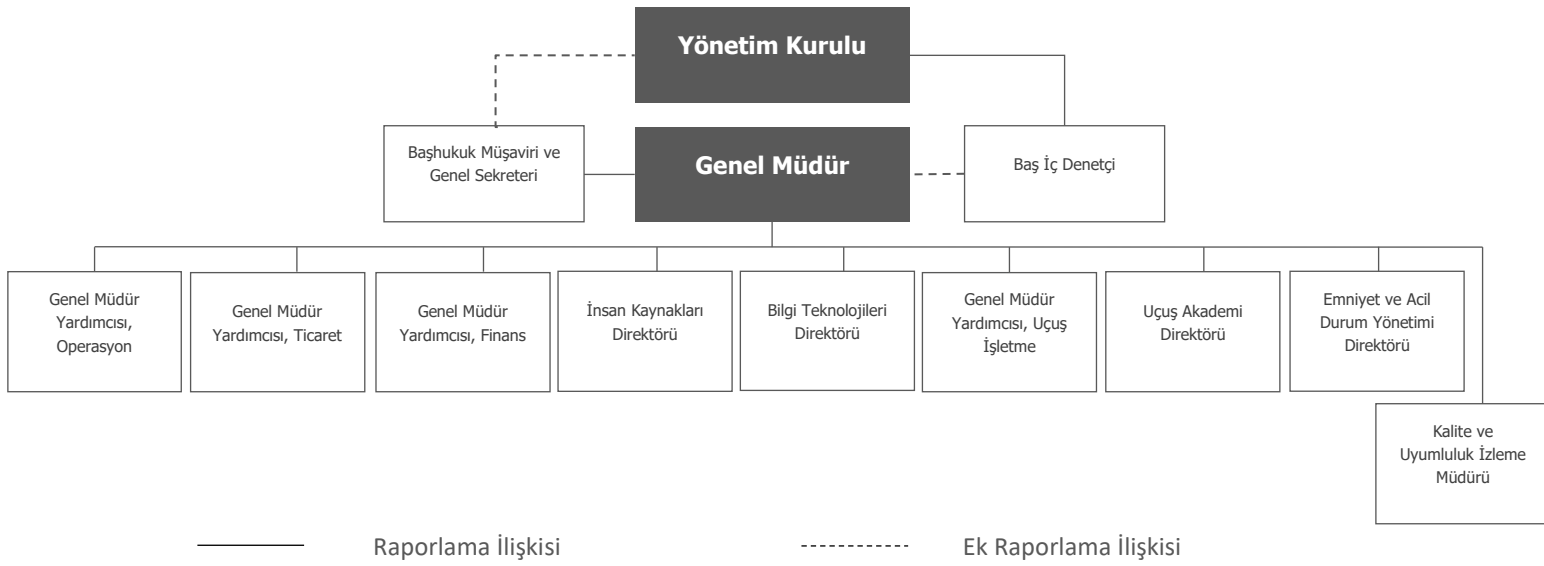 Yönetim Kurulu
Başhukuk Müşaviri ve
Genel Sekreteri
Genel Müdür
Baş İç Denetçi
Genel Müdür
Yardımcısı,
Operasyon
Genel Müdür
Yardımcısı, Ticaret
Genel Müdür
Yardımcısı, Finans
İnsan Kaynakları
Direktörü
Bilgi Teknolojileri
Direktörü
Genel Müdür
Yardımcısı, Uçuş
İşletme
Uçuş Akademi
Direktörü
Emniyet ve Acil
Durum Yönetimi
Direktörü
Kalite ve
Uyumluluk İzleme
Müdürü
Raporlama İlişkisi
Ek Raporlama İlişkisi